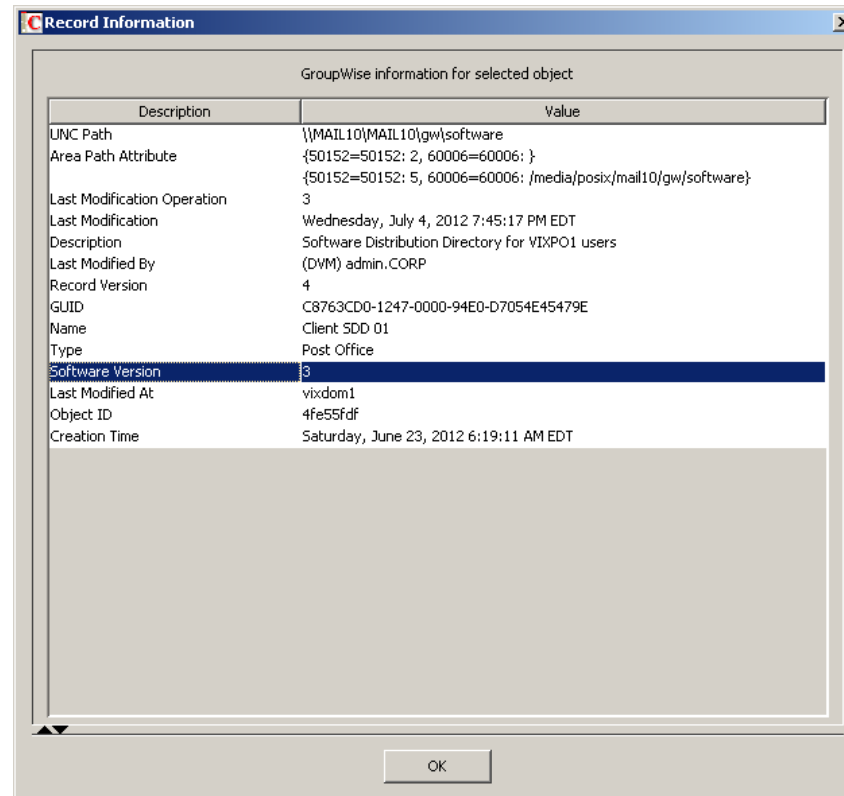 Record Information
GroupWise information for selected object
Description Value
UNC Path \\MAIL10\MAIL10\gw\software
Area Path Attribute {50152=50152: 2, 60006=60006: }
{50152=50152: 5, 60006=60006: /media/posix/mail10/gw/software}
Last Modification Operation 3
Last Modification Wednesday, July 4, 2012 7:45:17 PM EDT
Description Software Distribution Directory for VIXPO1 users
Last Modified By (DVM) admin.CORP
Record Version 4
GUID C8763CD0-1247-0000-94E0-D7054E45479E
Name Client SDD 01
Type Post Office
Software Version 3
Last Modified At vixdom1
Object ID 4fe55fdf
Creation Time Saturday, June 23, 2012 6:19:11 AM EDT
OK